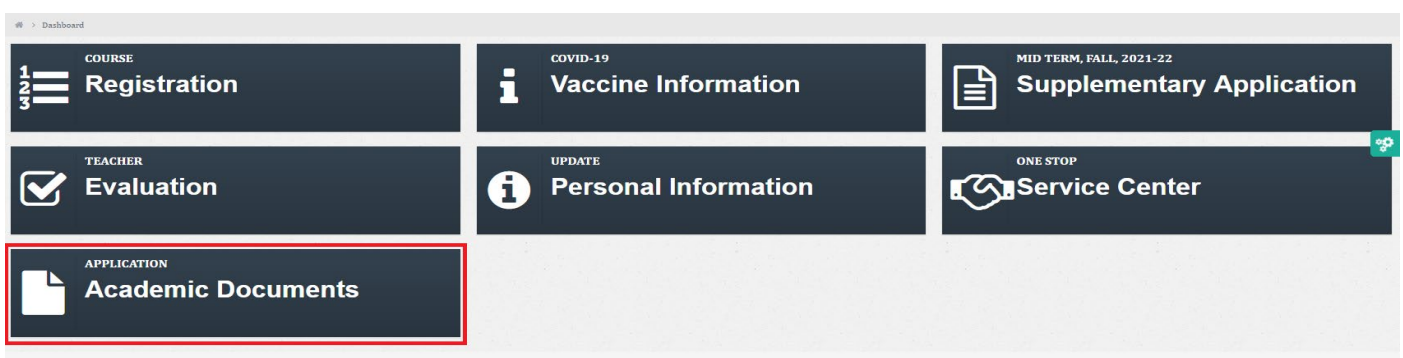 > Dashboard
COURSE
Registration
COVID-19
Vaccine Information
MID TERM, FALL, 2021-22
Supplementary Application
TEACHER
Evaluation
UPDATE
Personal Information
ONE STOP
Service Center
APPLICATION
Academic Documents